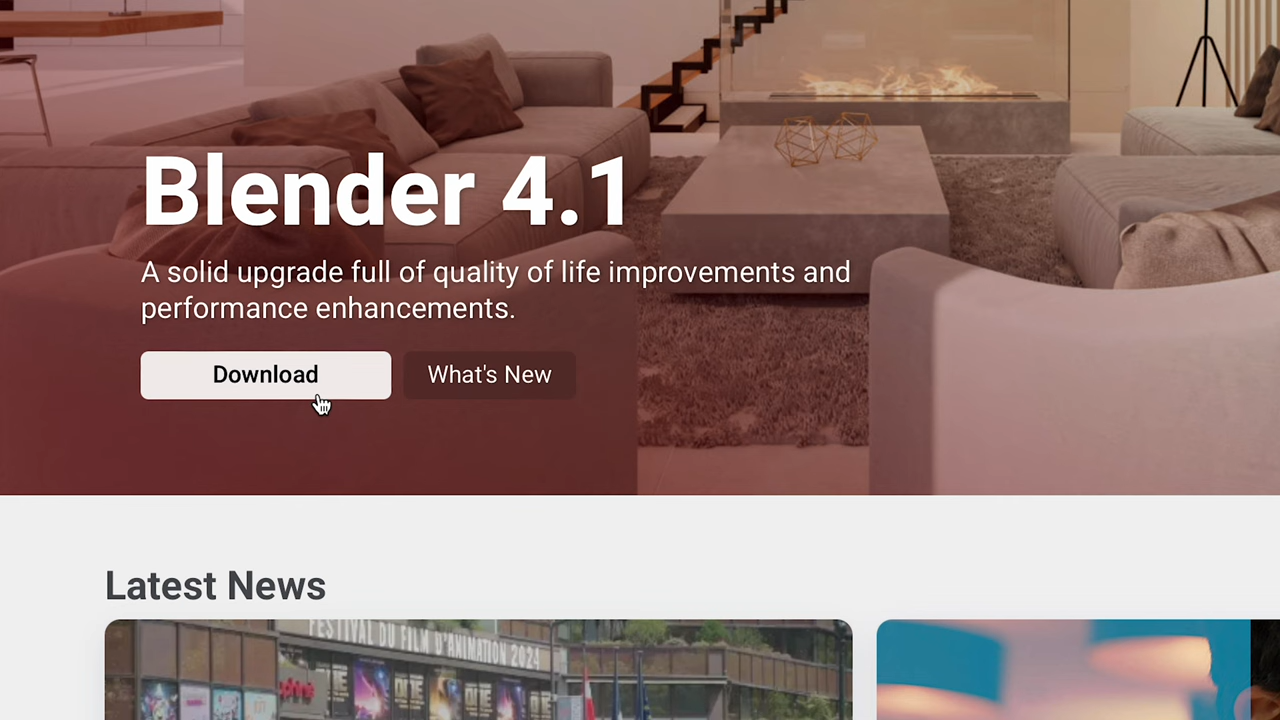 Blender 4.1
A solid upgrade full of quality of life improvements and
performance enhancements.
Download
What's New
Latest News
FESTIVAL DU FILM D'ANIMATION 2024